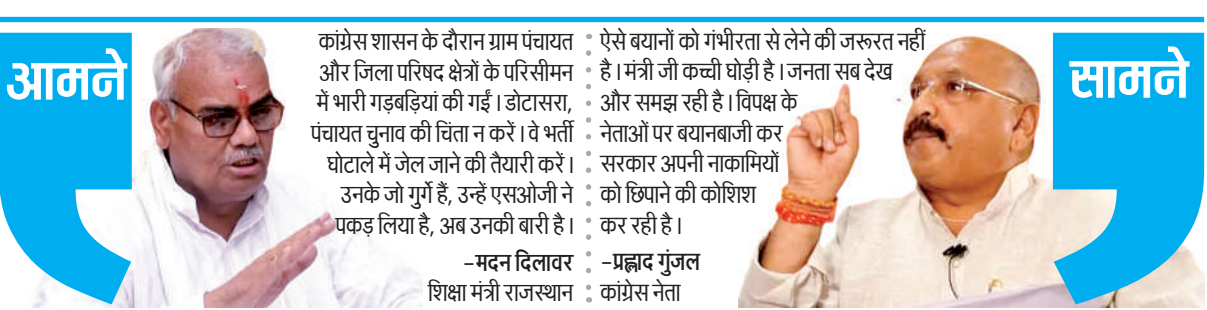 आमने
कांग्रेस शासन के दौरान ग्राम पंचायत
और जिला परिषद क्षेत्रों के परिसीमन
में भारी गड़बड़ियां की गईं। डोटासरा,
पंचायत चुनाव की चिंता न करें। वे भर्ती
घोटाले में जेल जाने की तैयारी करें।
उनके जो गुर्गे हैं, उन्हें एसओजी ने
पकड़ लिया है, अब उनकी बारी है।
-मदन दिलावर
शिक्षा मंत्री राजस्थान
ऐसे बयानों को गंभीरता से लेने की जरूरत नहीं
है। मंत्री जी कच्ची घोड़ी है। जनता सब देख
और समझ रही है। विपक्ष के
नेताओं पर बयानबाजी कर
सरकार अपनी नाकामियों
को छिपाने की कोशिश
कर रही है।
-प्रह्लाद गुंजल
कांग्रेस नेता
सामने